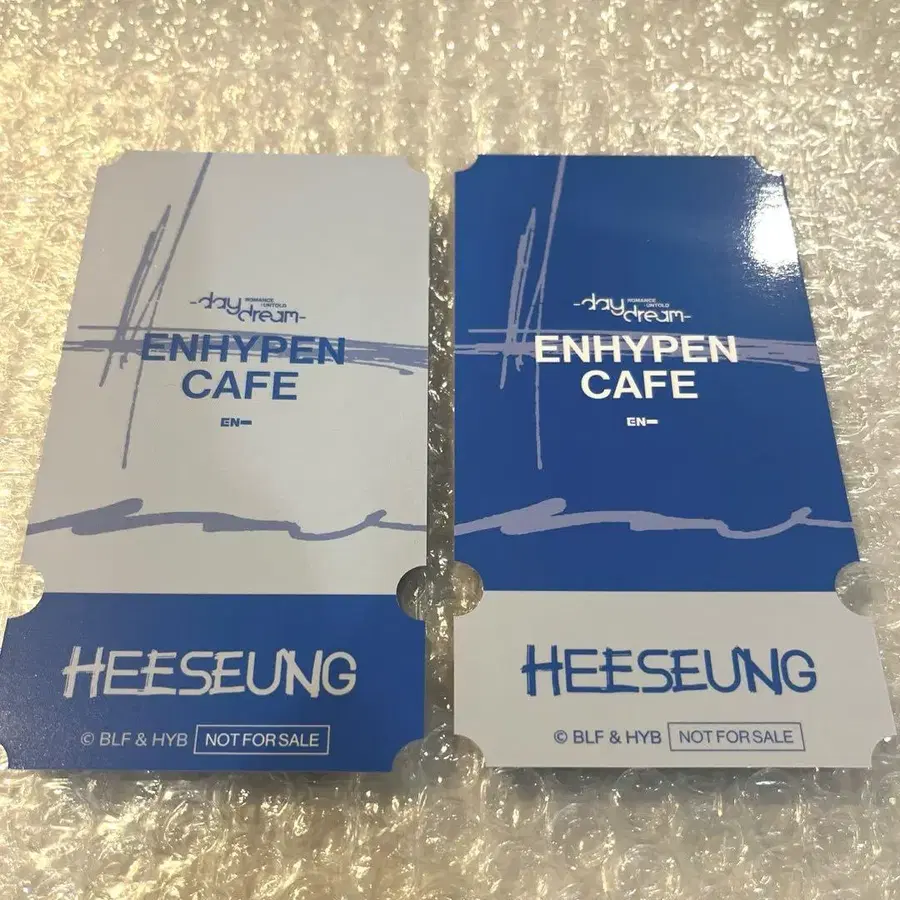 -daydream-
ROMANCE : UNTOLD
ENHYPEN
CAFE
EN-
HEESEUNG
© BLF & HYB NOT FOR SALE
-daydream-
ROMANCE : UNTOLD
ENHYPEN
CAFE
EN-
HEESEUNG
© BLF & HYB NOT FOR SALE